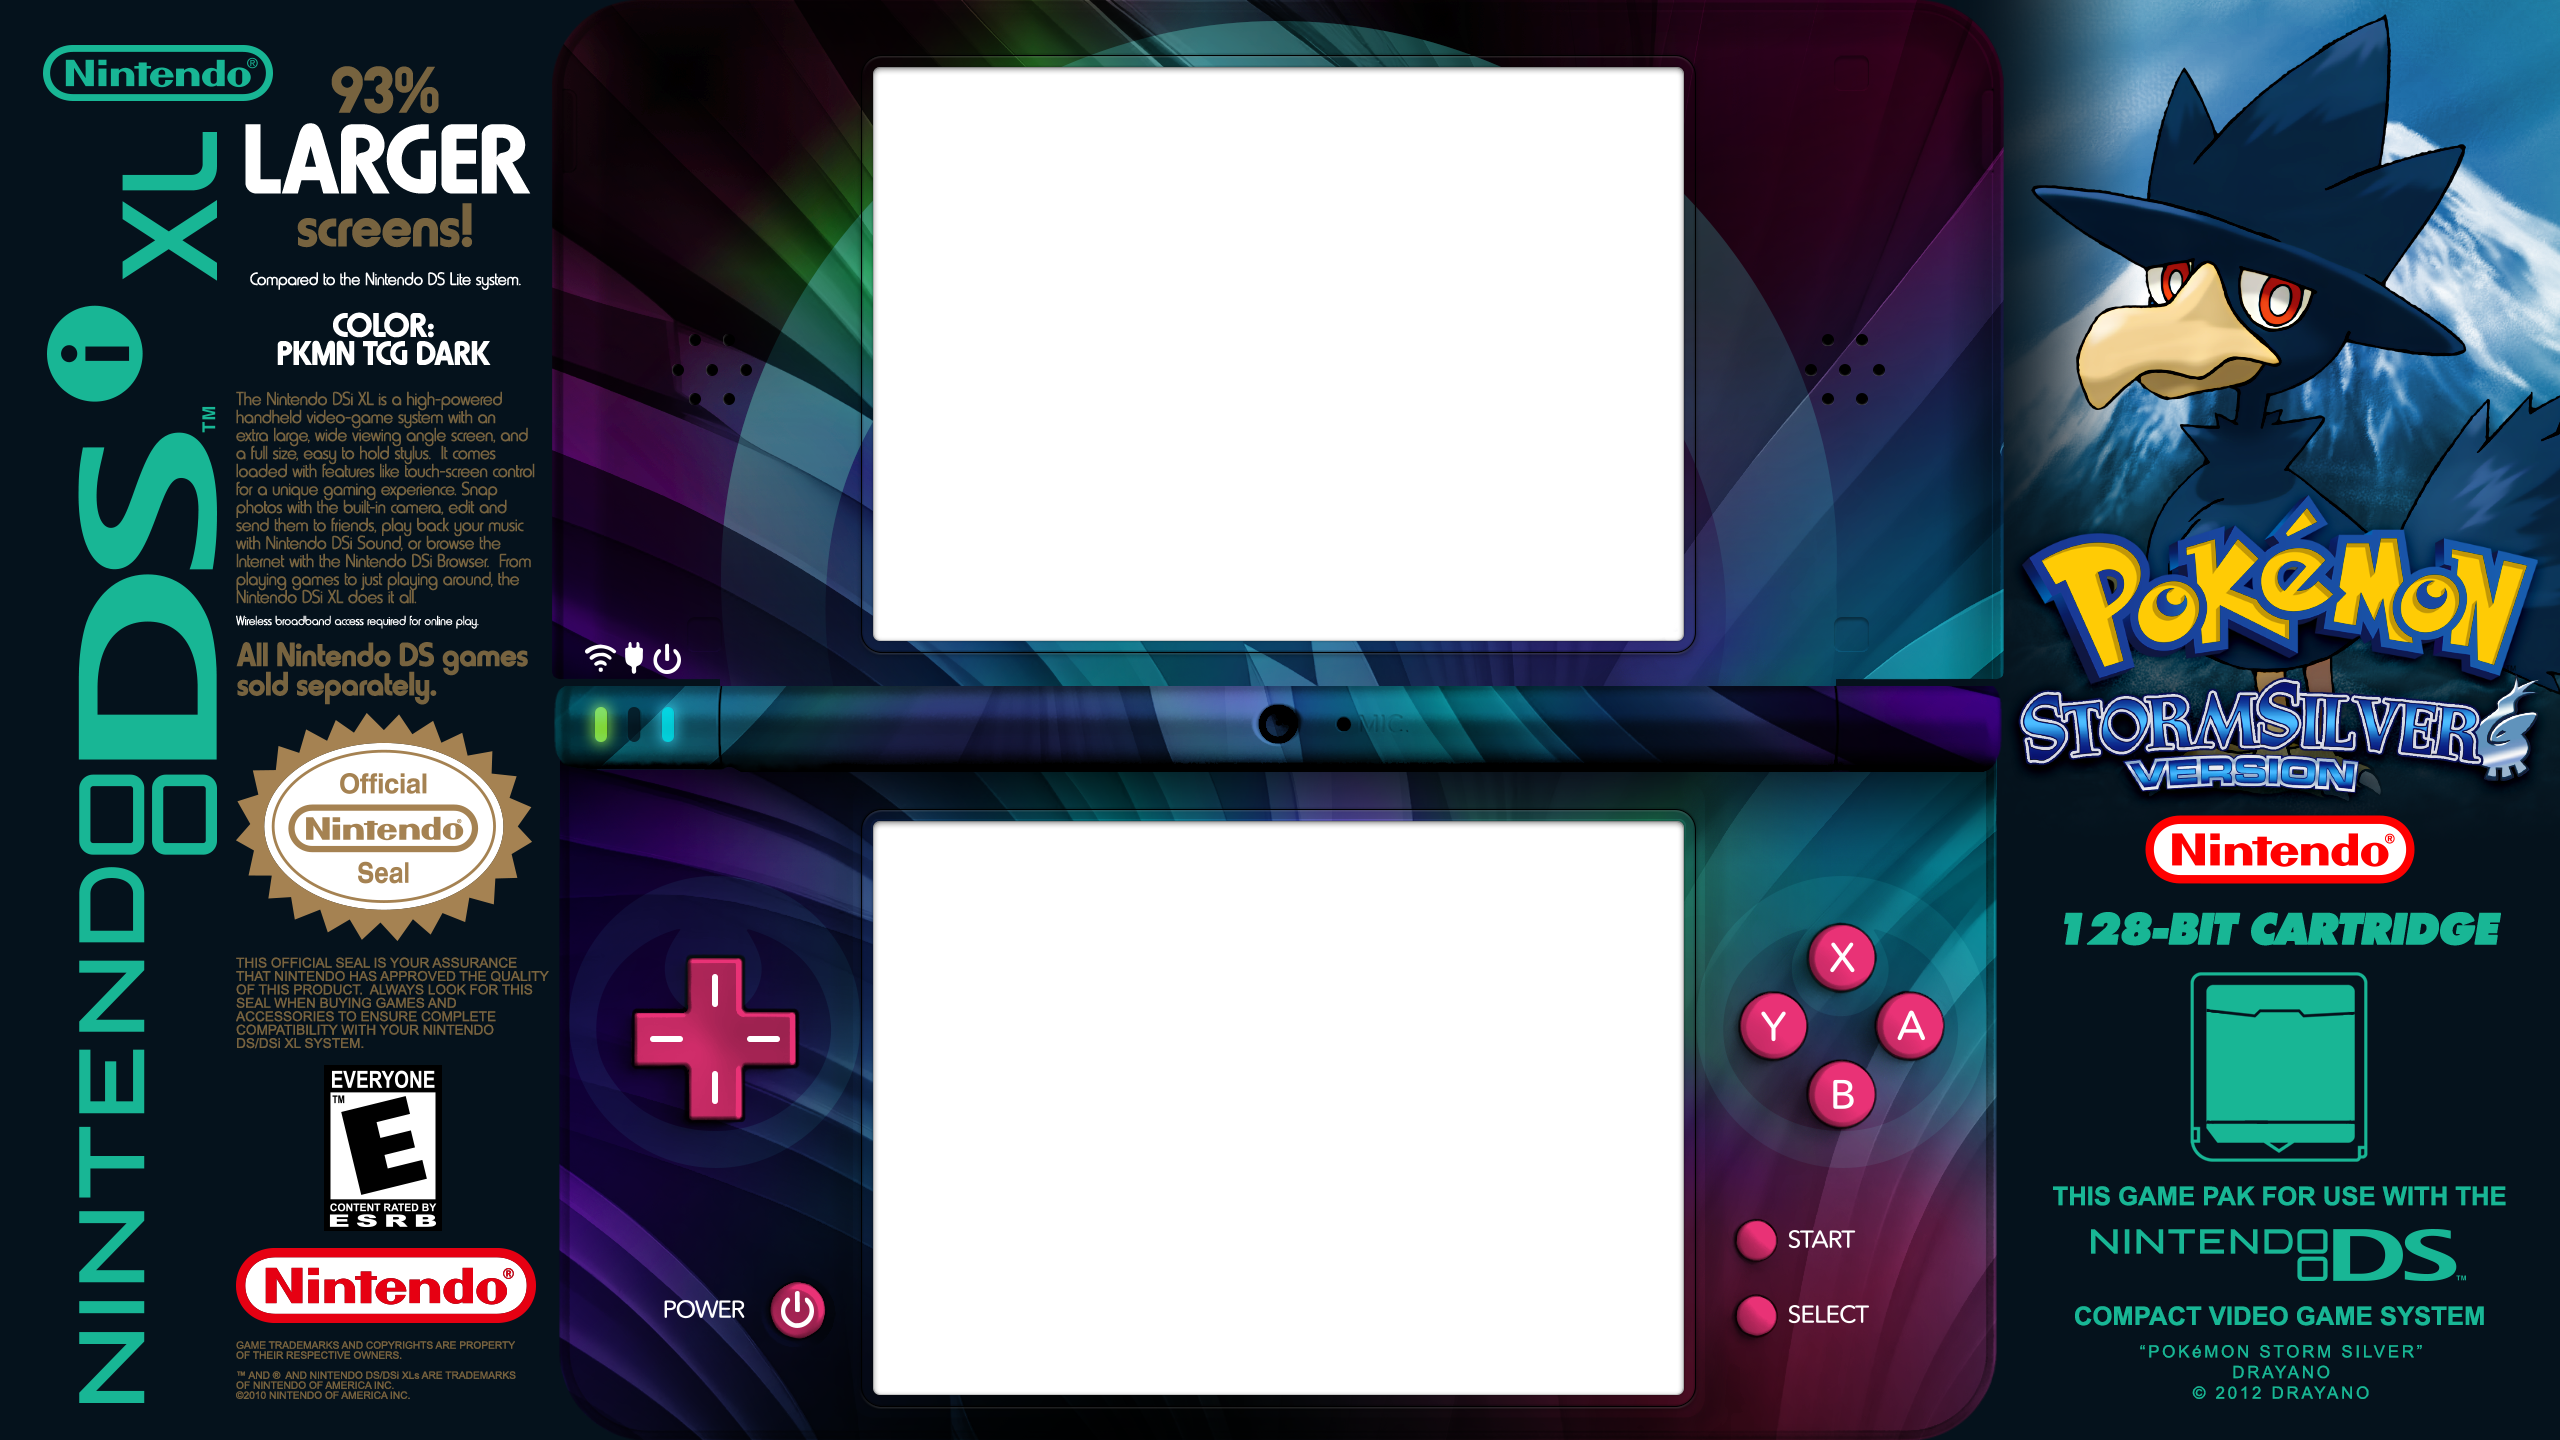 Nintendo®
NINTENDO DS i XL
TM
93%
LARGER
screens!
Compared to the Nintendo DS Lite system.
COLOR:
PKMN TCG DARK
The Nintendo DSi XL is a high-powered
handheld video-game system with an
extra large, wide viewing angle screen, and
a full size, easy to hold stylus. It comes
loaded with features like touch-screen control
for a unique gaming experience. Snap
photos with the built-in camera, edit and
send them to friends, play back your music
with Nintendo DSi Sound, or browse the
Internet with the Nintendo DSi Browser. From
playing games to just playing around, the
Nintendo DSi XL does it all.
Wireless broadband access required for online play.
All Nintendo DS games
sold separately.
Official
Nintendo®
Seal
THIS OFFICIAL SEAL IS YOUR ASSURANCE
THAT NINTENDO HAS APPROVED THE QUALITY
OF THIS PRODUCT. ALWAYS LOOK FOR THIS
SEAL WHEN BUYING GAMES AND
ACCESSORIES TO ENSURE COMPLETE
COMPATIBILITY WITH YOUR NINTENDO
DS/DSi XL SYSTEM.
EVERYONE
TM
E
CONTENT RATED BY
ESRB
Nintendo®
GAME TRADEMARKS AND COPYRIGHTS ARE PROPERTY
OF THEIR RESPECTIVE OWNERS.
™ AND ® AND NINTENDO DS/DSi XLs ARE TRADEMARKS
OF NINTENDO OF AMERICA INC.
©2010 NINTENDO OF AMERICA INC.
MIC.
X
Y
A
B
START
SELECT
POWER
POKéMON
STORMSILVER
VERSION
Nintendo®
128-BIT CARTRIDGE
THIS GAME PAK FOR USE WITH THE
NINTENDO DS™
COMPACT VIDEO GAME SYSTEM
“POKéMON STORM SILVER”
DRAYANO
© 2012 DRAYANO